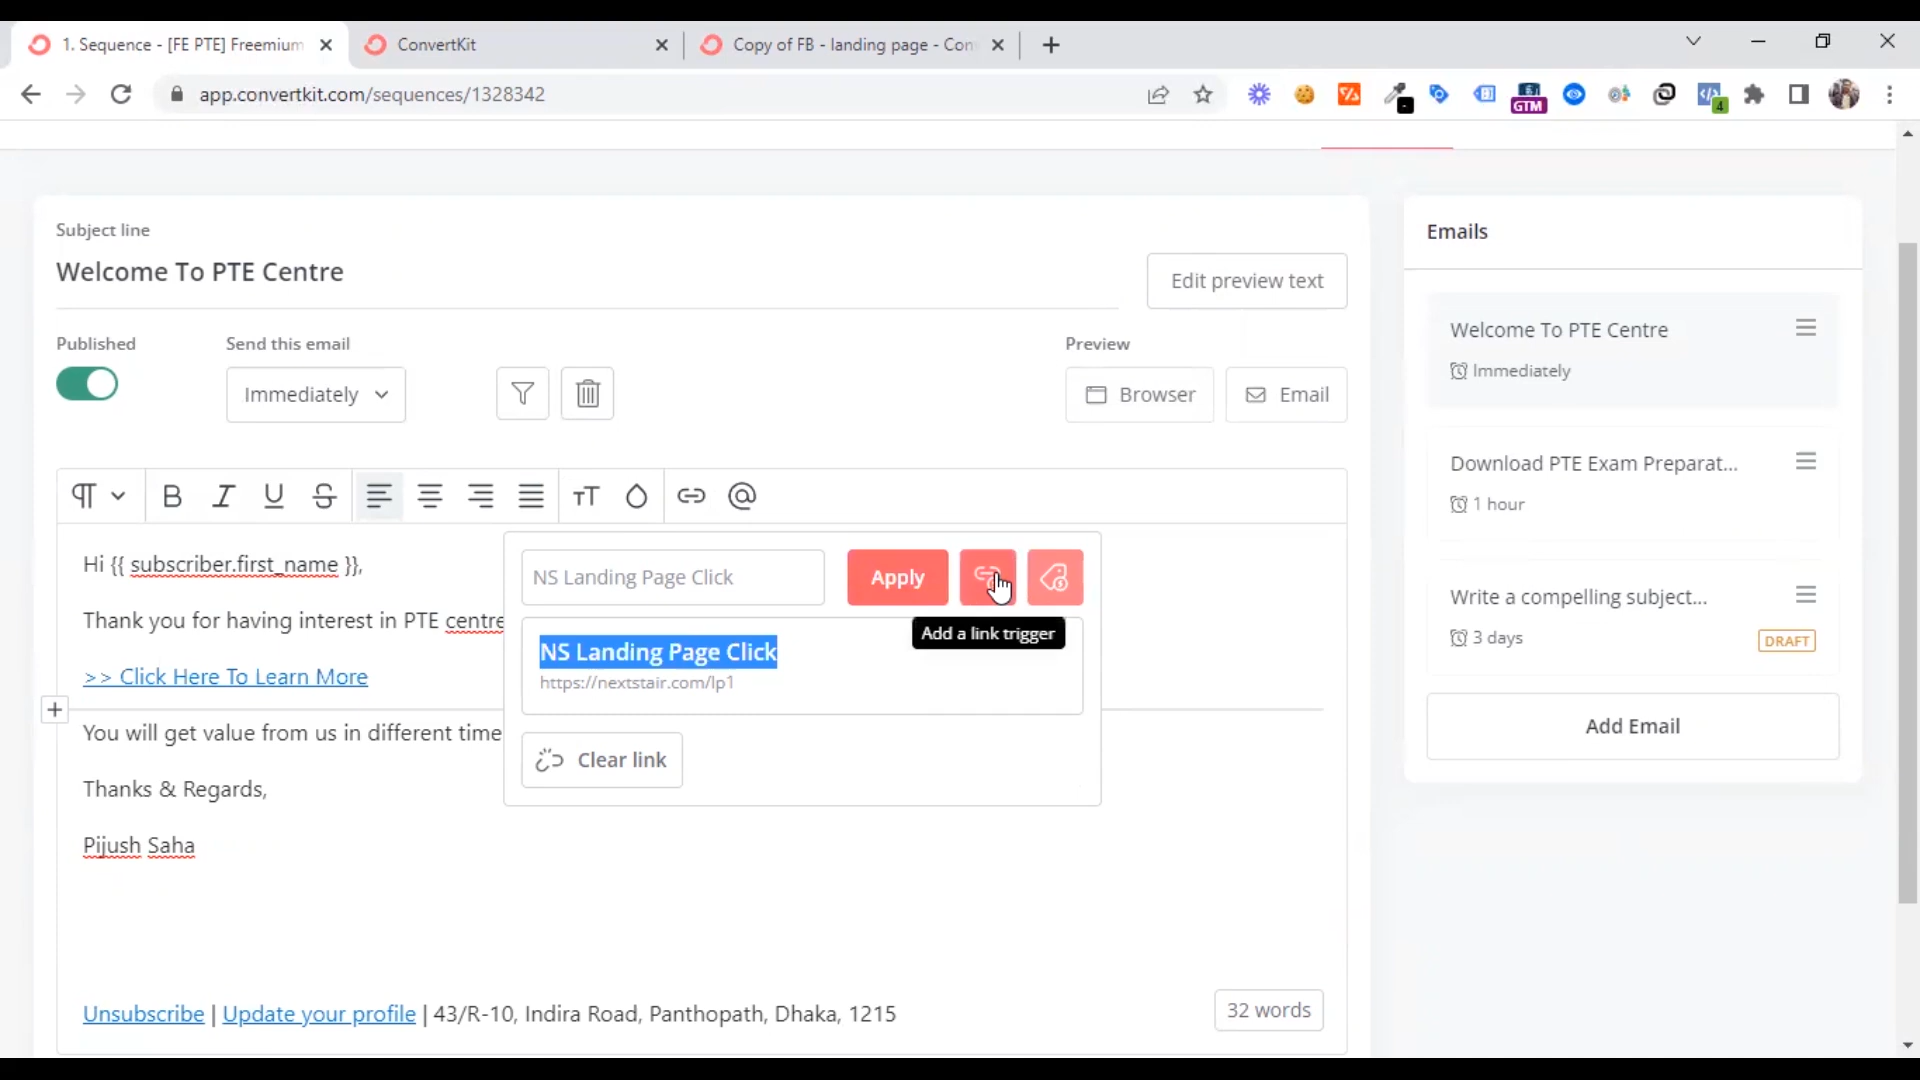 1. Sequence - [FE PTE] Freemium
ConvertKit
Copy of FB - landing page - Con
app.convertkit.com/sequences/1328342
GTM
4
Subject line
Welcome To PTE Centre
Edit preview text
Published
Send this email
Preview
Immediately
Browser
Email
Hi {{ subscriber.first_name }},
Thank you for having interest in PTE centre
>> Click Here To Learn More
You will get value from us in different time
Thanks & Regards,
Pijush Saha
NS Landing Page Click
Apply
Add a link trigger
NS Landing Page Click
https://nextstair.com/lp1
Clear link
Unsubscribe | Update your profile | 43/R-10, Indira Road, Panthopath, Dhaka, 1215
32 words
Emails
Welcome To PTE Centre
Immediately
Download PTE Exam Preparat...
1 hour
Write a compelling subject...
3 days
DRAFT
Add Email